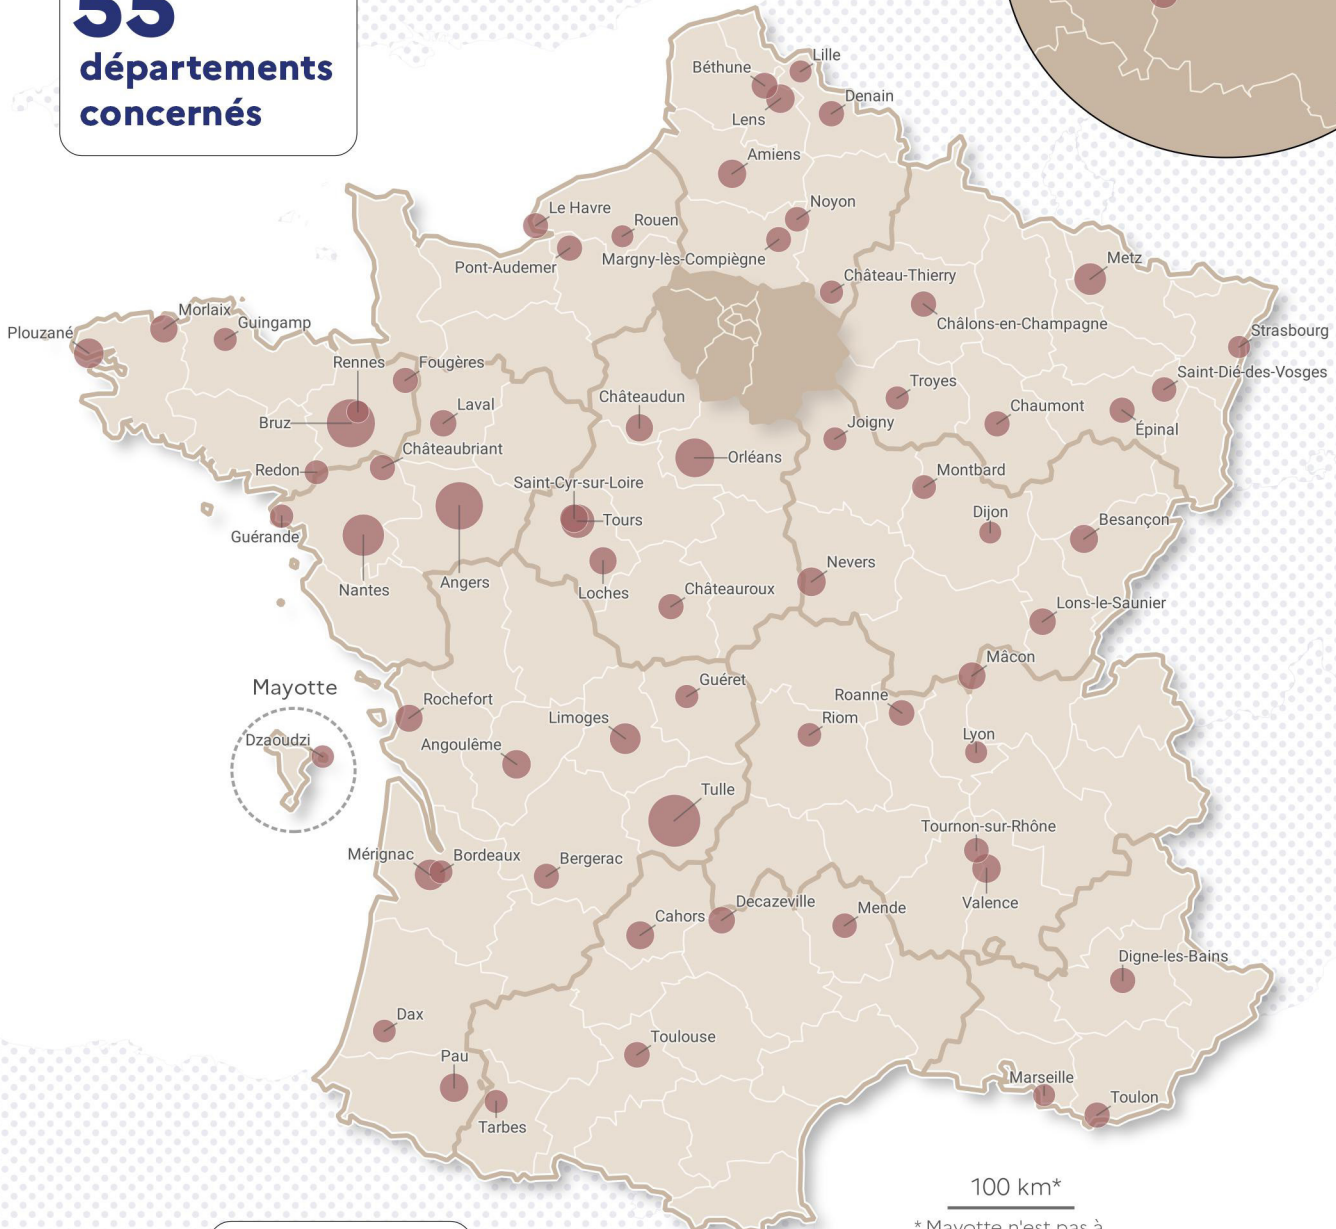 départements
concernés
Lille
Béthune
Denain
Lens
Amiens
Noyon
Le Havre
Rouen
Margny-lès-Compiègne
Pont-Audemer
Metz
Château-Thierry
Châlons-en-Champagne
Morlaix
Guingamp
Plouzané
Strasbourg
Rennes
Fougères
Saint-Dié-des-Vosges
Troyes
Châteaudun
Laval
Chaumont
Bruz
Joigny
Épinal
Châteaubriant
Orléans
Redon
Montbard
Saint-Cyr-sur-Loire
Dijon
Tours
Besançon
Guérande
Nevers
Angers
Nantes
Loches
Châteauroux
Lons-le-Saunier
Mâcon
Guéret
Mayotte
Rochefort
Roanne
Limoges
Riom
Dzaoudzi
Angoulême
Lyon
Tulle
Tournon-sur-Rhône
Mérignac
Bordeaux
Bergerac
Decazeville
Valence
Mende
Cahors
Digne-les-Bains
Dax
Toulouse
Pau
Marseille
Toulon
Tarbes
100 km*
* Mayotte n'est pas à